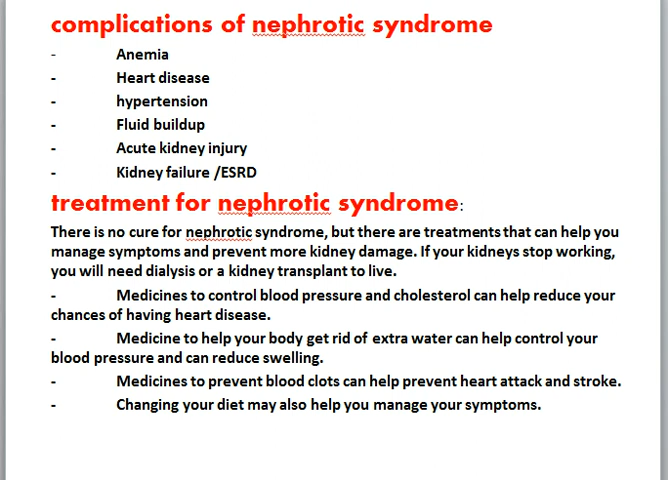 complications of nephrotic syndrome
- Anemia
- Heart disease
- hypertension
- Fluid buildup
- Acute kidney injury
- Kidney failure /ESRD
treatment for nephrotic syndrome:
There is no cure for nephrotic syndrome, but there are treatments that can help you
manage symptoms and prevent more kidney damage. If your kidneys stop working,
you will need dialysis or a kidney transplant to live.
- Medicines to control blood pressure and cholesterol can help reduce your
chances of having heart disease.
- Medicine to help your body get rid of extra water can help control your
blood pressure and can reduce swelling.
- Medicines to prevent blood clots can help prevent heart attack and stroke.
- Changing your diet may also help you manage your symptoms.